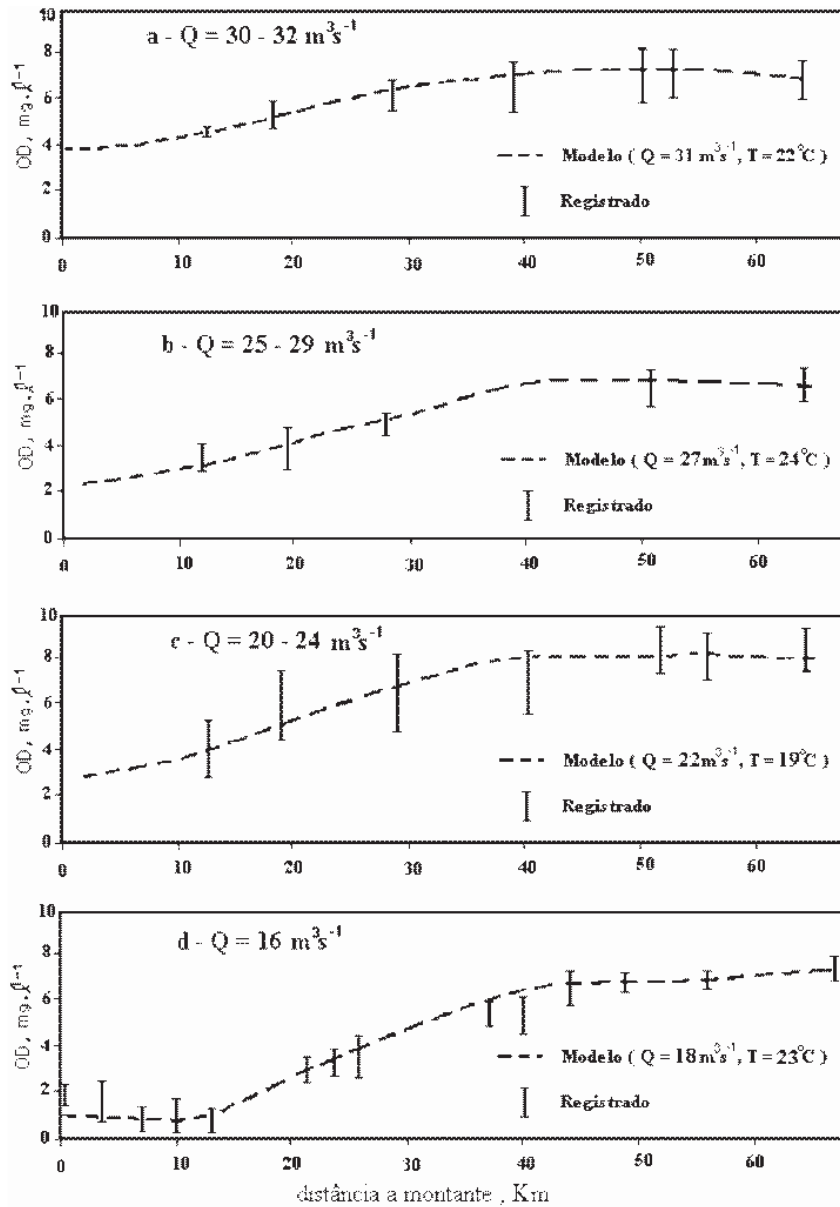 10
a - Q = 30 - 32 m³s⁻¹
8
6
4
2
0
OD, mg.ℓ⁻¹
Modelo ( Q = 31 m³s⁻¹, T = 22°C )
Registrado
0 10 20 30 40 50 60
10
b - Q = 25 - 29 m³s⁻¹
8
6
4
2
0
OD, mg.ℓ⁻¹
Modelo ( Q = 27m³s⁻¹, T = 24°C )
Registrado
0 10 20 30 40 50 60
10
c - Q = 20 - 24 m³s⁻¹
8
6
4
2
0
OD, mg.ℓ⁻¹
Modelo ( Q = 22m³s⁻¹, T = 19°C )
Registrado
0 10 20 30 40 50 60
10
d - Q = 16 m³s⁻¹
8
6
4
2
0
OD, mg.ℓ⁻¹
Modelo ( Q = 18m³s⁻¹, T = 23°C )
Registrado
0 10 20 30 40 50 60
distância a montante , Km